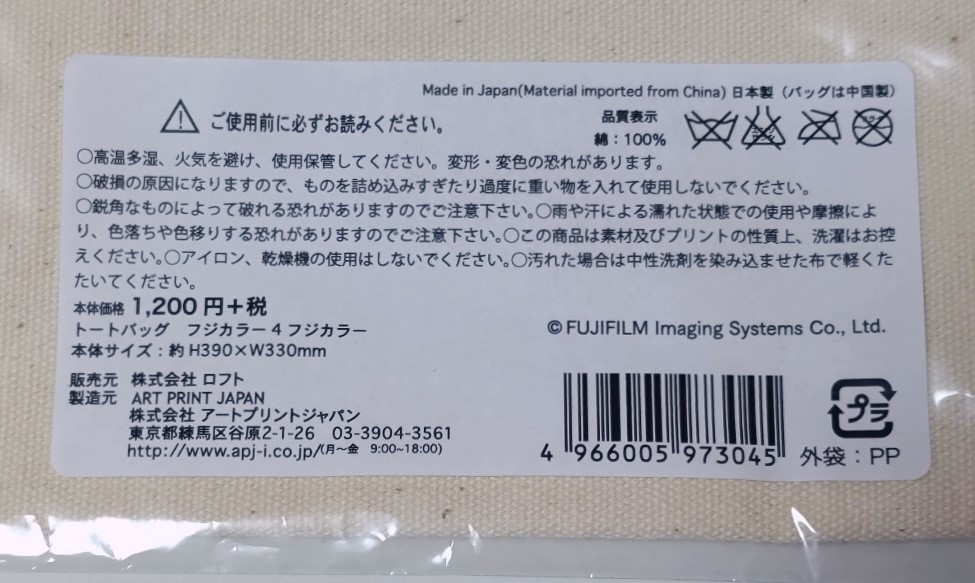 Made in Japan(Material imported from China) 日本製（バッグは中国製）
ご使用前に必ずお読みください。
品質表示
綿：100%
○高温多湿、火気を避け、使用保管してください。変形・変色の恐れがあります。
○破損の原因になりますので、ものを詰め込みすぎたり過度に重い物を入れて使用しないでください。
○鋭角なものによって破れる恐れがありますのでご注意下さい。○雨や汗による濡れた状態での使用や摩擦によ
り、色落ちや色移りする恐れがありますのでご注意下さい。○この商品は素材及びプリントの性質上、洗濯はお控
えください。○アイロン、乾燥機の使用はしないでください。○汚れた場合は中性洗剤を染み込ませた布で軽くた
たいてください。
本体価格 1,200円+税
トートバッグ　フジカラー4 フジカラー
本体サイズ：約H390×W330mm
©FUJIFILM Imaging Systems Co., Ltd.
販売元 株式会社 ロフト
製造元 ART PRINT JAPAN
株式会社 アートプリントジャパン
東京都練馬区谷原2-1-26 03-3904-3561
http://www.apj-i.co.jp/(月〜金 9:00~18:00)
4 966005 973045
プラ
外袋：PP